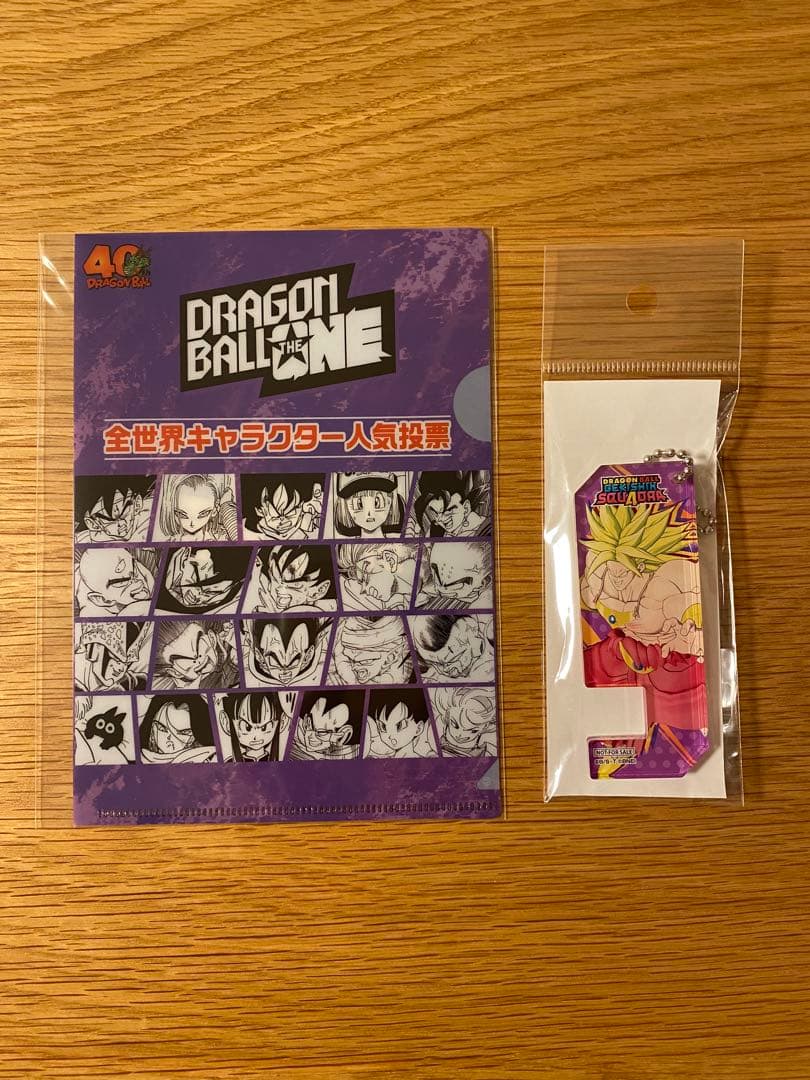 40
DRAGON BALL
DRAGON
BALL THE ONE
全世界キャラクター人気投票
DRAGON BALL
GEKISHIN
SQUADRA
NOT FOR SALE
©B/S・T ©BNEI